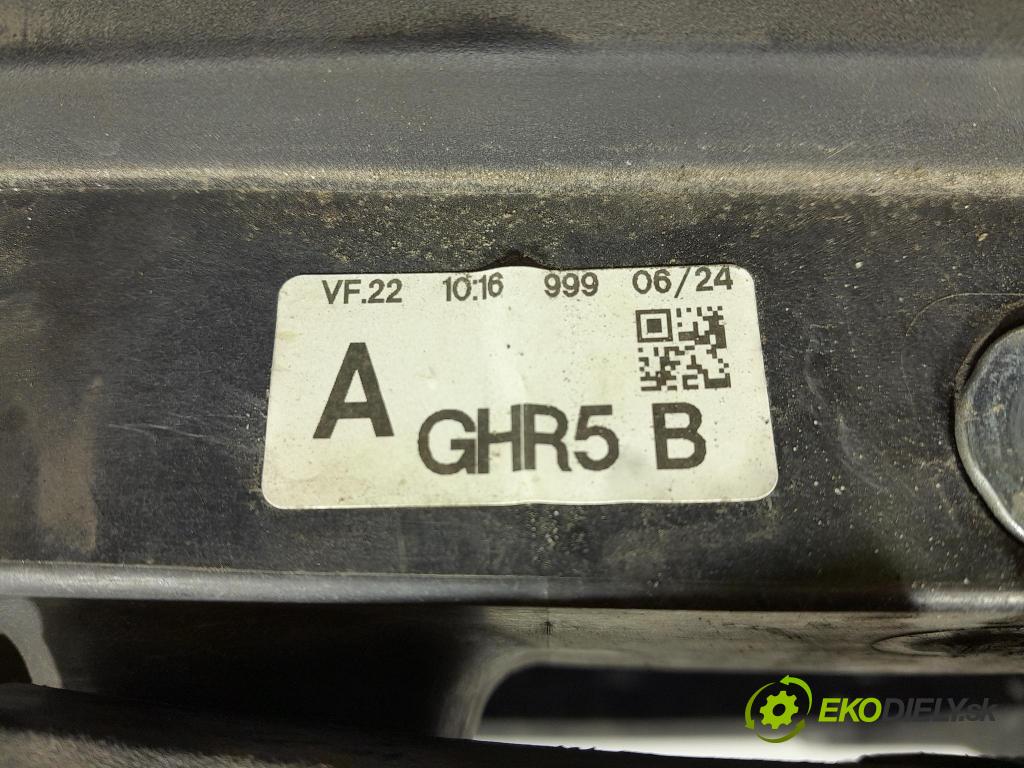 VF.22 10:16 999 06/24
A GHR5 B
EKODIELY.sk